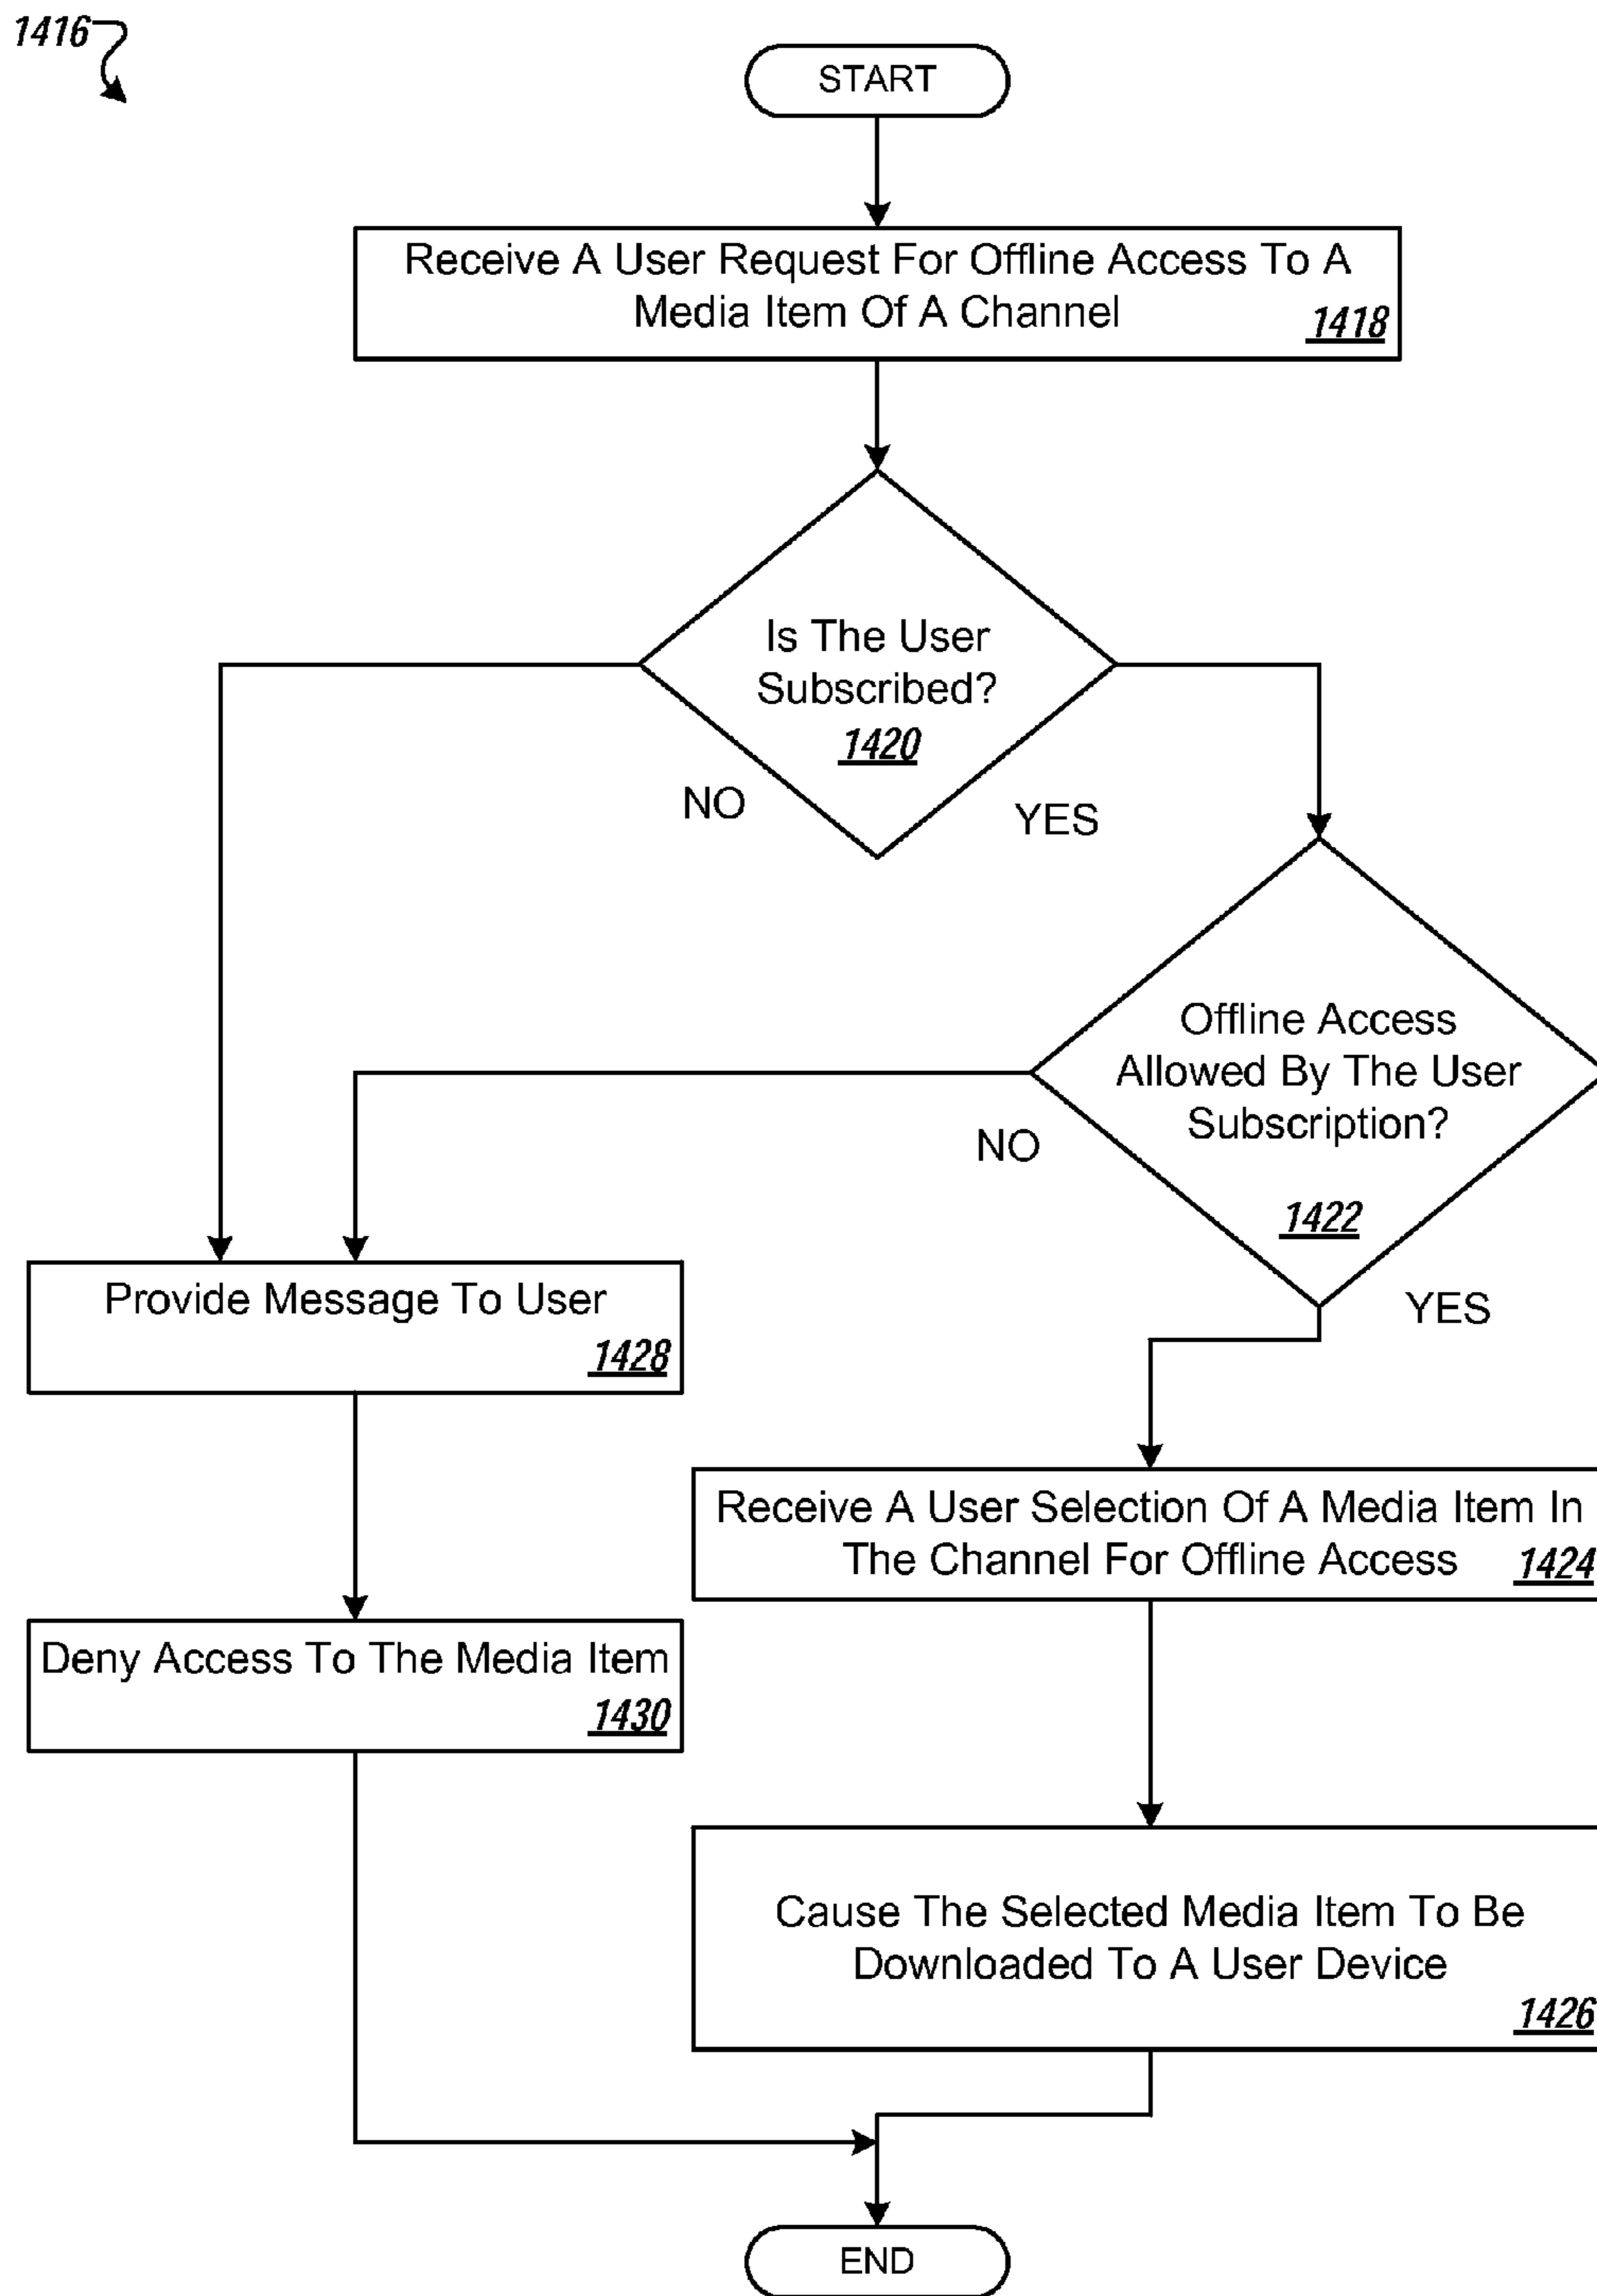 1416
START
Receive A User Request For Offline Access To A
Media Item Of A Channel
1418
Is The User
Subscribed?
1420
NO
YES
Offline Access
Allowed By The User
Subscription?
NO
1422
YES
Provide Message To User
1428
Receive A User Selection Of A Media Item In
The Channel For Offline Access 1424
Deny Access To The Media Item
1430
Cause The Selected Media Item To Be
Downloaded To A User Device
1426
END